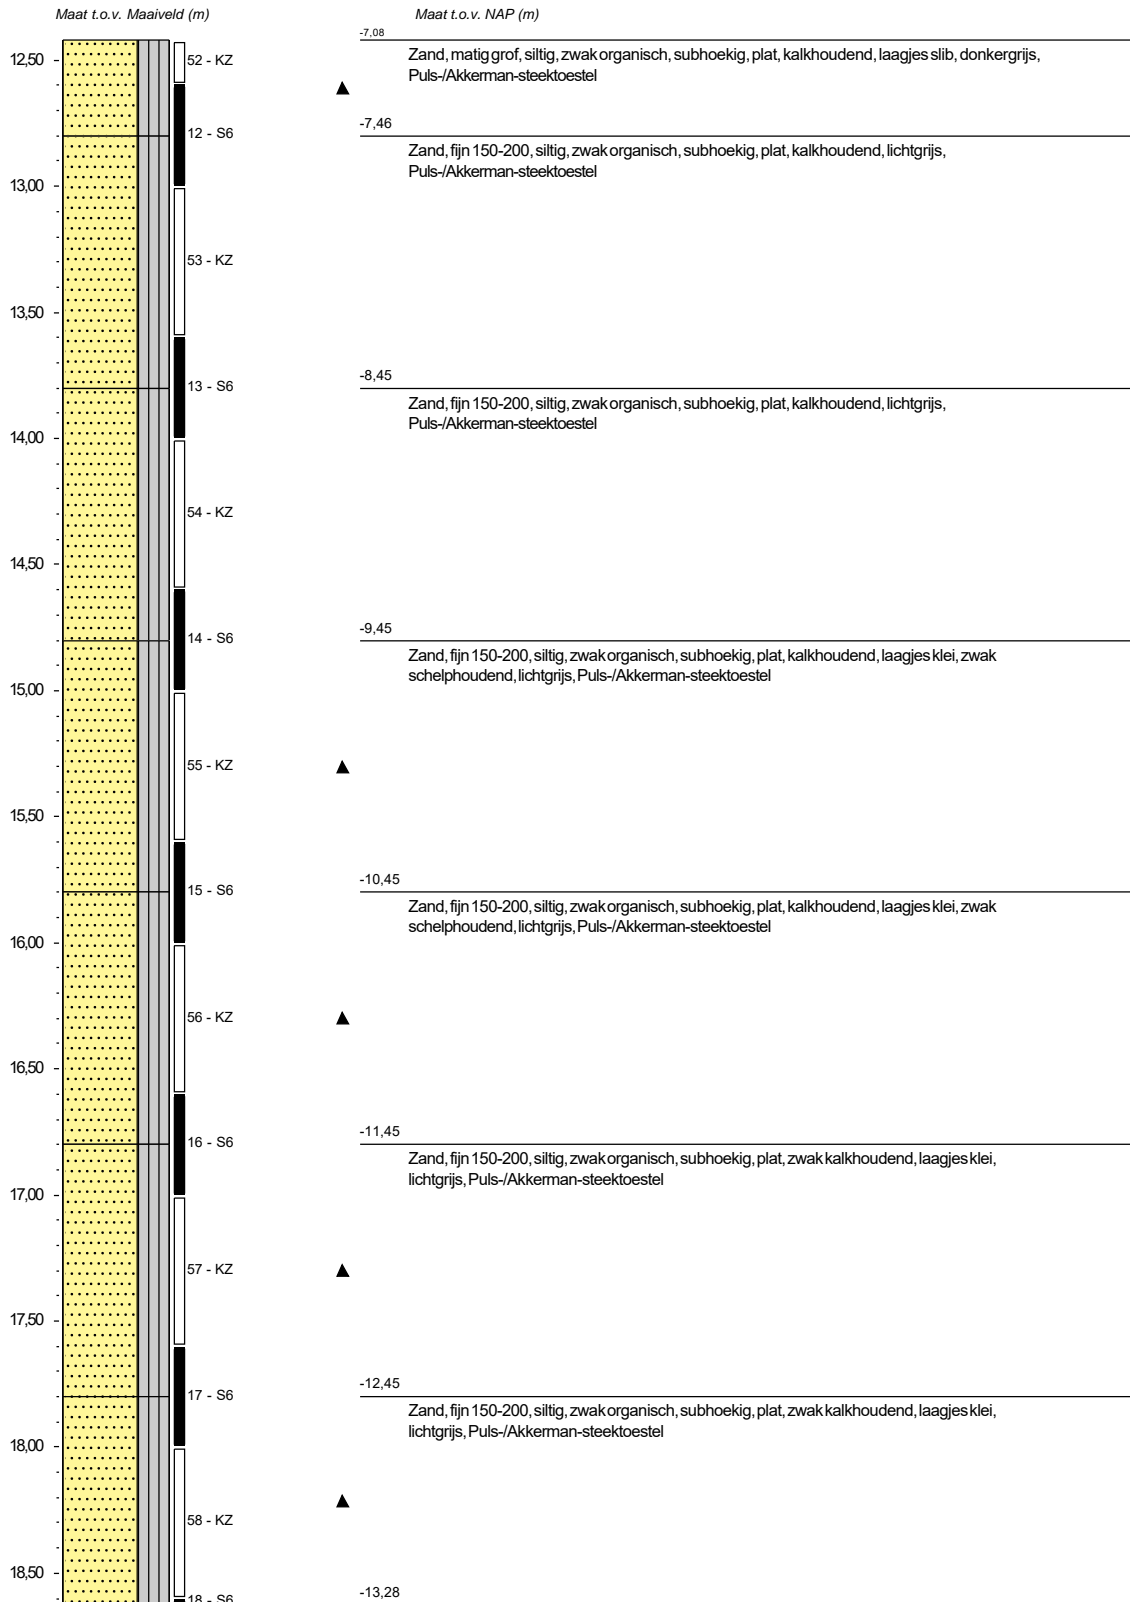 Maat t.o.v. Maaiveld (m)
Maat t.o.v. NAP (m)
-7,08
12,50
52 - KZ
Zand, matig grof, siltig, zwak organisch, subhoekig, plat, kalkhoudend, laagjes slib, donkergrijs,
Puls-/Akkerman-steektoestel
12 - S6
-7,46
Zand, fijn 150-200, siltig, zwak organisch, subhoekig, plat, kalkhoudend, lichtgrijs,
Puls-/Akkerman-steektoestel
13,00
53 - KZ
13,50
13 - S6
-8,45
Zand, fijn 150-200, siltig, zwak organisch, subhoekig, plat, kalkhoudend, lichtgrijs,
Puls-/Akkerman-steektoestel
14,00
54 - KZ
14,50
14 - S6
-9,45
Zand, fijn 150-200, siltig, zwak organisch, subhoekig, plat, kalkhoudend, laagjes klei, zwak
schelphoudend, lichtgrijs, Puls-/Akkerman-steektoestel
15,00
55 - KZ
15,50
15 - S6
-10,45
Zand, fijn 150-200, siltig, zwak organisch, subhoekig, plat, kalkhoudend, laagjes klei, zwak
schelphoudend, lichtgrijs, Puls-/Akkerman-steektoestel
16,00
56 - KZ
16,50
16 - S6
-11,45
Zand, fijn 150-200, siltig, zwak organisch, subhoekig, plat, zwak kalkhoudend, laagjes klei,
lichtgrijs, Puls-/Akkerman-steektoestel
17,00
57 - KZ
17,50
17 - S6
-12,45
Zand, fijn 150-200, siltig, zwak organisch, subhoekig, plat, zwak kalkhoudend, laagjes klei,
lichtgrijs, Puls-/Akkerman-steektoestel
18,00
58 - KZ
18,50
18 - S6
-13,28